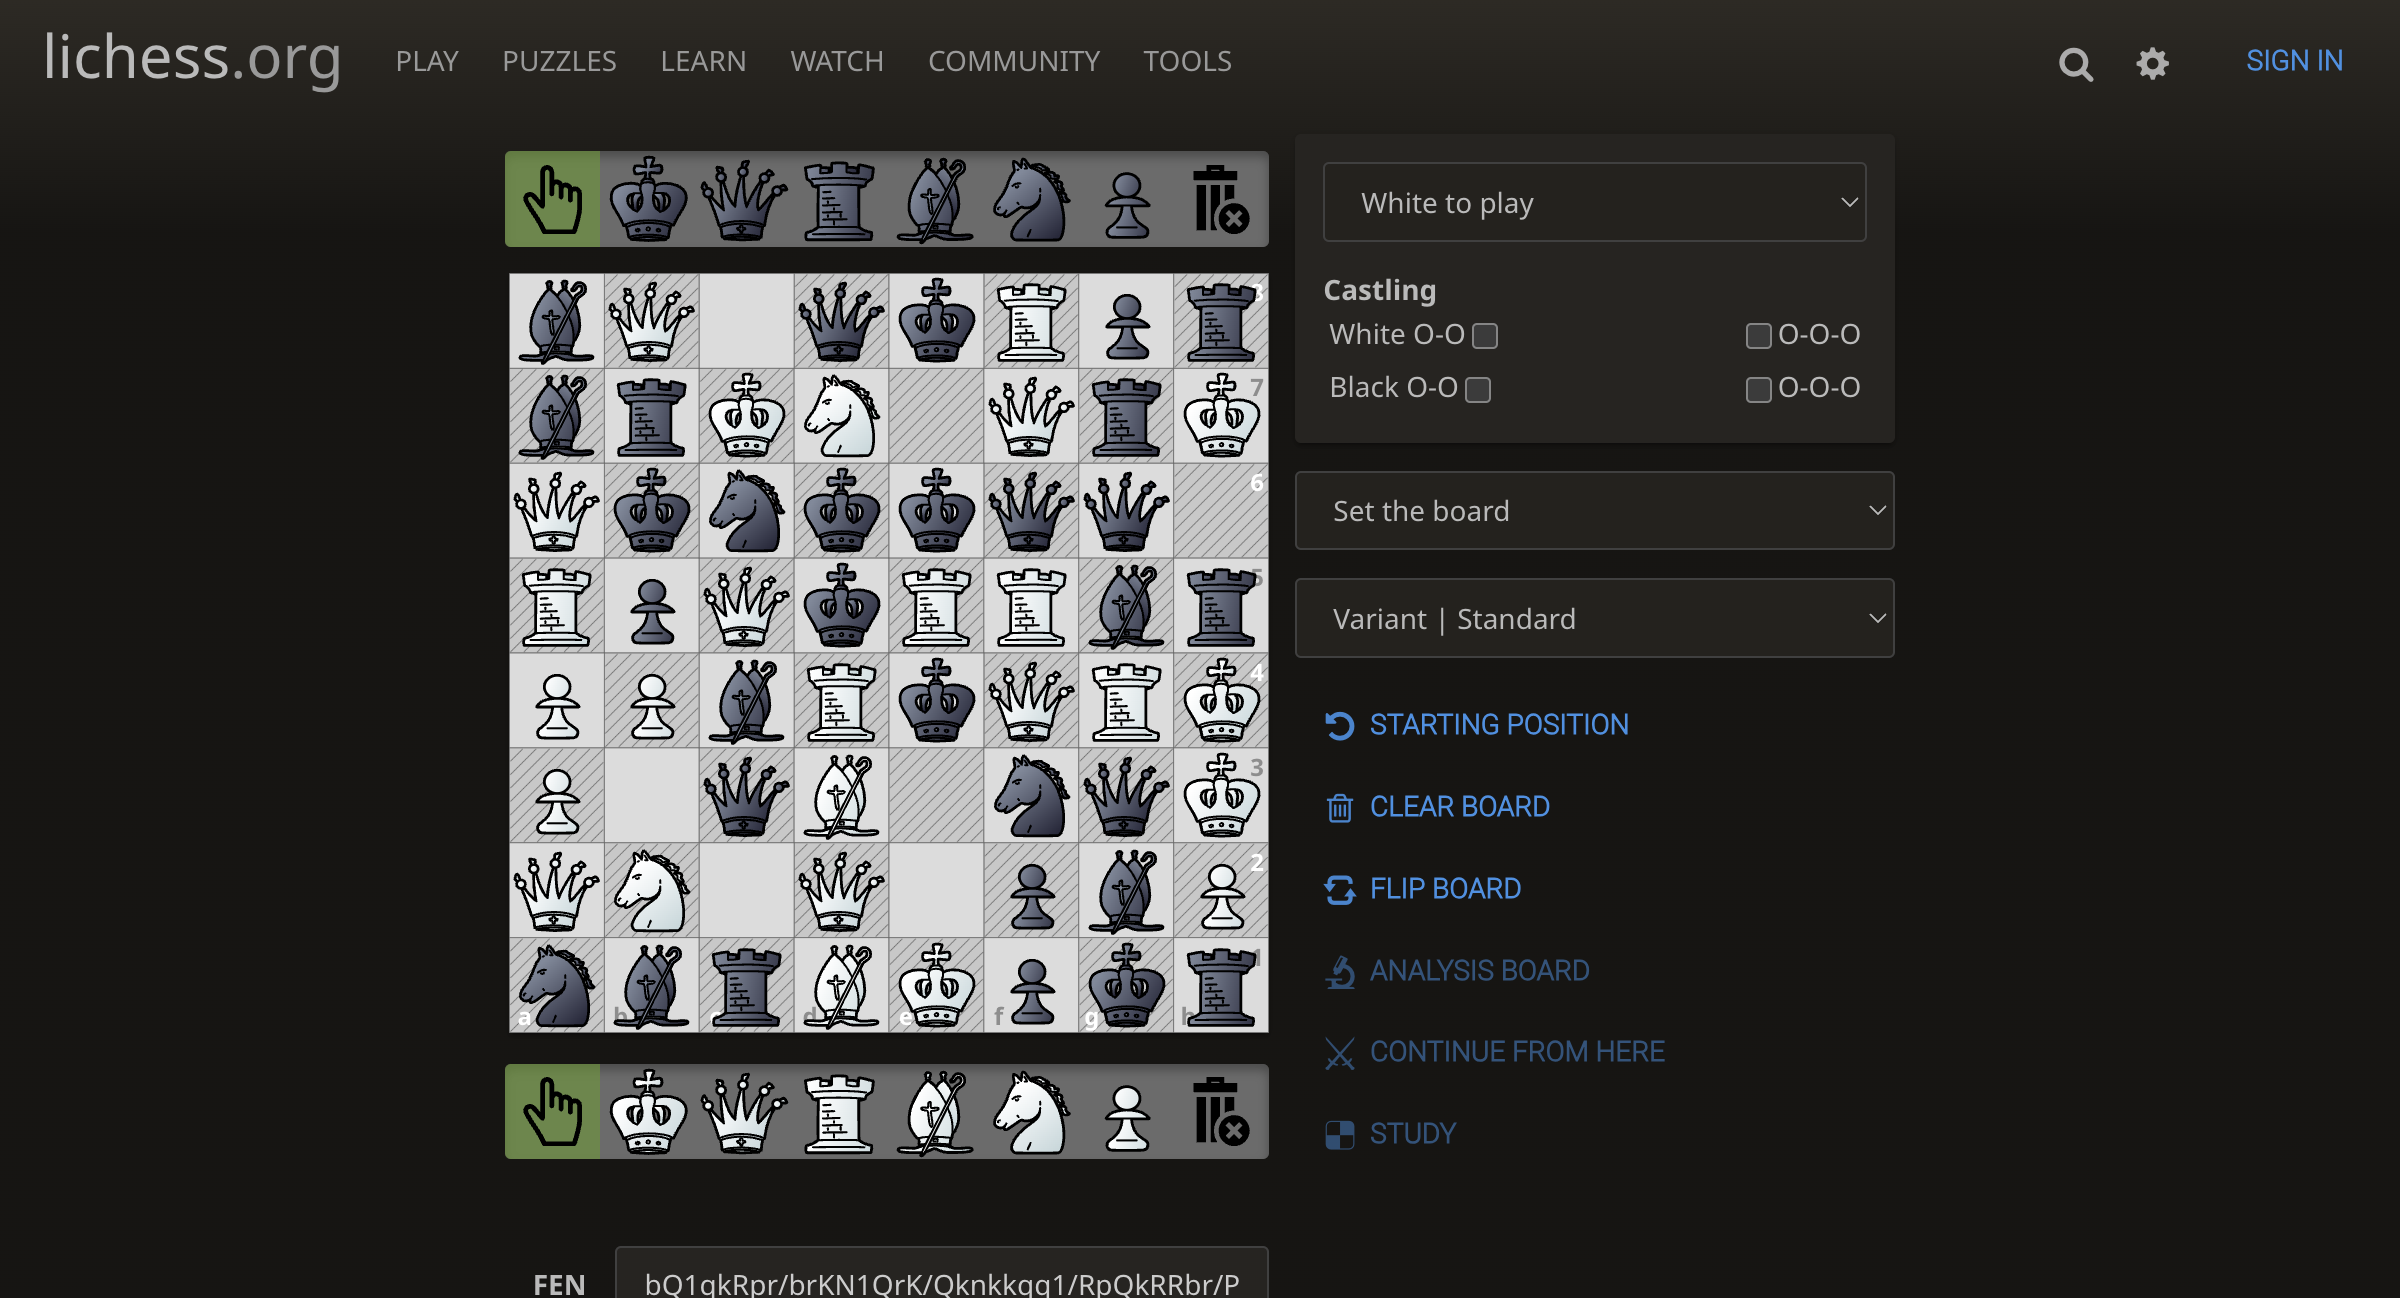 lichess.org PLAY PUZZLES LEARN WATCH COMMUNITY TOOLS SIGN IN
White to play
Castling
White O-O O-O-O
Black O-O O-O-O
Set the board
Variant | Standard
STARTING POSITION
CLEAR BOARD
FLIP BOARD
ANALYSIS BOARD
CONTINUE FROM HERE
STUDY
7
6
5
4
3
2
a b d e f g h
FEN bQ1qkRpr/brKN1QrK/Qknkkqq1/RpQkRRbr/P